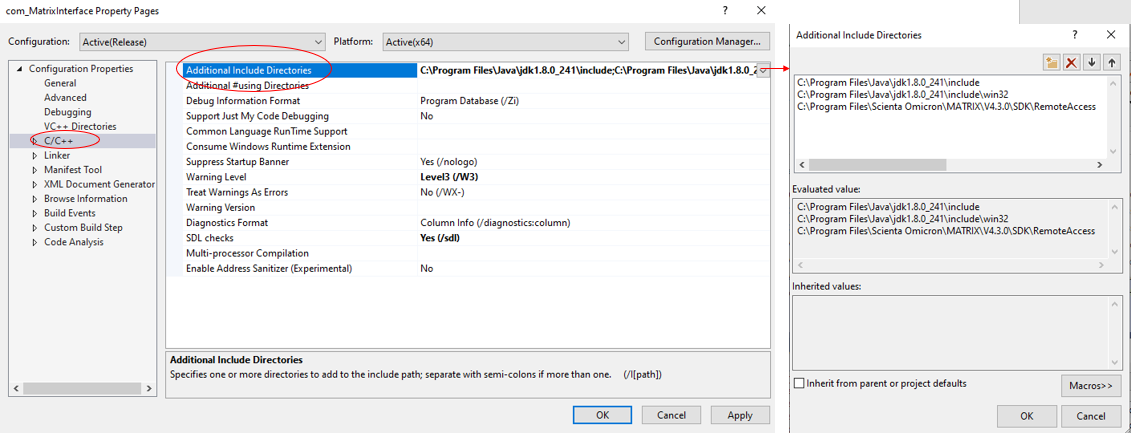 com_MatrixInterface Property Pages
Configuration: Active(Release) Platform: Active(x64) Configuration Manager...
Configuration Properties
General
Advanced
Debugging
VC++ Directories
C/C++
Linker
Manifest Tool
XML Document Generator
Browse Information
Build Events
Custom Build Step
Code Analysis
Additional Include Directories C:\Program Files\Java\jdk1.8.0_241\include;C:\Program Files\Java\jdk1.8.0_2
Additional #using Directories
Debug Information Format Program Database (/Zi)
Support Just My Code Debugging No
Common Language RunTime Support
Consume Windows Runtime Extension
Suppress Startup Banner Yes (/nologo)
Warning Level Level3 (/W3)
Treat Warnings As Errors No (/WX-)
Warning Version
Diagnostics Format Column Info (/diagnostics:column)
SDL checks Yes (/sdl)
Multi-processor Compilation
Enable Address Sanitizer (Experimental) No
Additional Include Directories
Specifies one or more directories to add to the include path; separate with semi-colons if more than one. (/I[path])
OK Cancel Apply
Additional Include Directories
C:\Program Files\Java\jdk1.8.0_241\include
C:\Program Files\Java\jdk1.8.0_241\include\win32
C:\Program Files\Scienta Omicron\MATRIX\V4.3.0\SDK\RemoteAccess
Evaluated value:
C:\Program Files\Java\jdk1.8.0_241\include
C:\Program Files\Java\jdk1.8.0_241\include\win32
C:\Program Files\Scienta Omicron\MATRIX\V4.3.0\SDK\RemoteAccess
Inherited values:
Inherit from parent or project defaults
Macros>>
OK Cancel